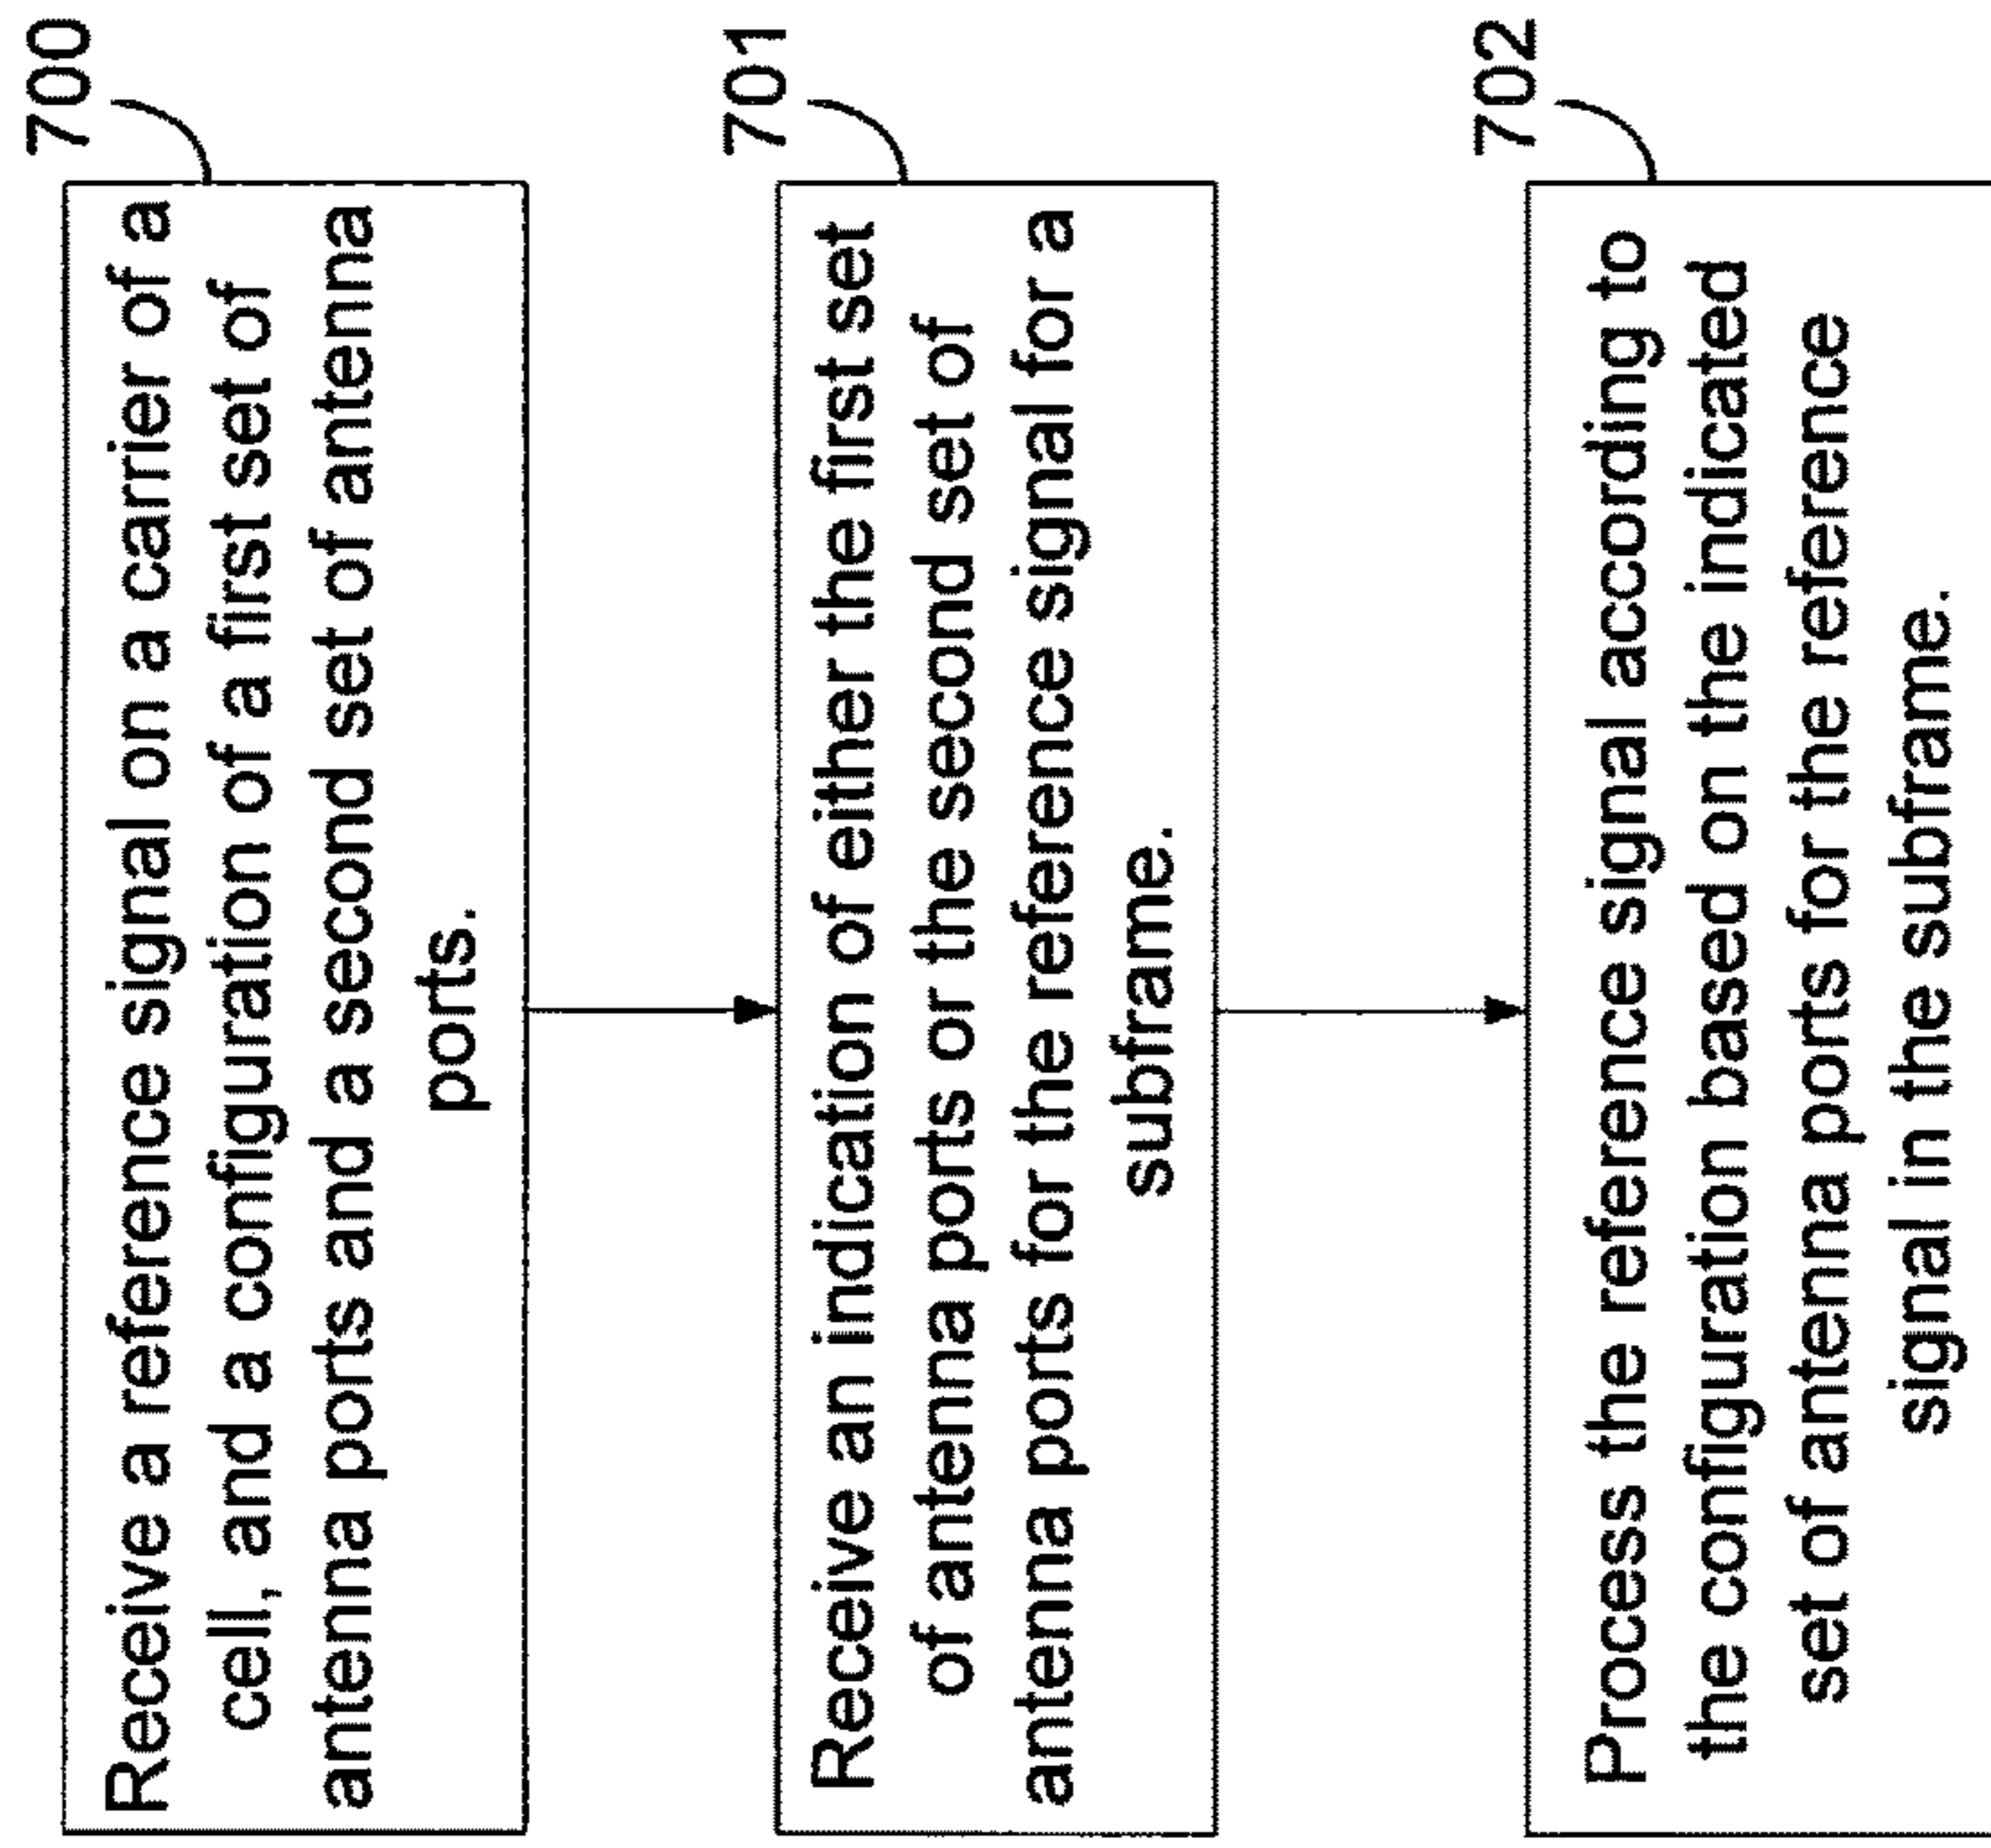 700
Receive a reference signal on a carrier of a
cell, and a configuration of a first set of
antenna ports and a second set of antenna
ports.
701
Receive an indication of either the first set
of antenna ports or the second set of
antenna ports for the reference signal for a
subframe.
702
Process the reference signal according to
the configuration based on the indicated
set of antenna ports for the reference
signal in the subframe.